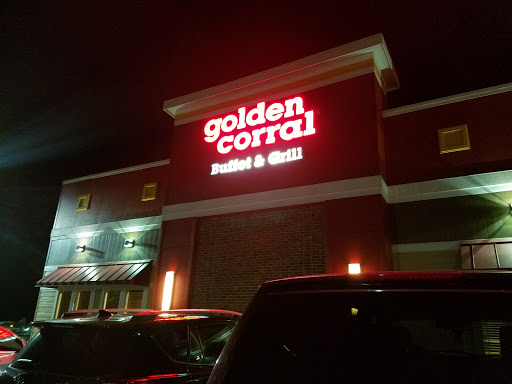 golden
corral
Buffet & Grill